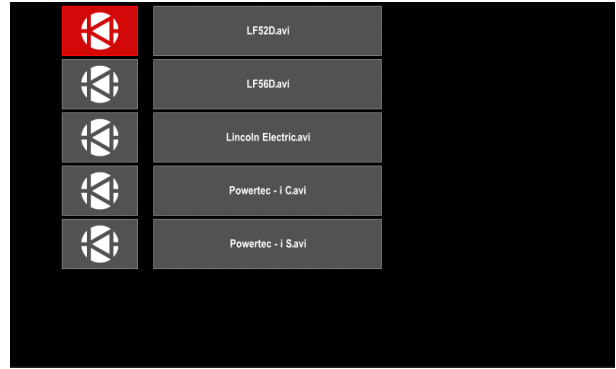 LF52D.avi
LF56D.avi
Lincoln Electric.avi
Powertec - i C.avi
Powertec - i S.avi